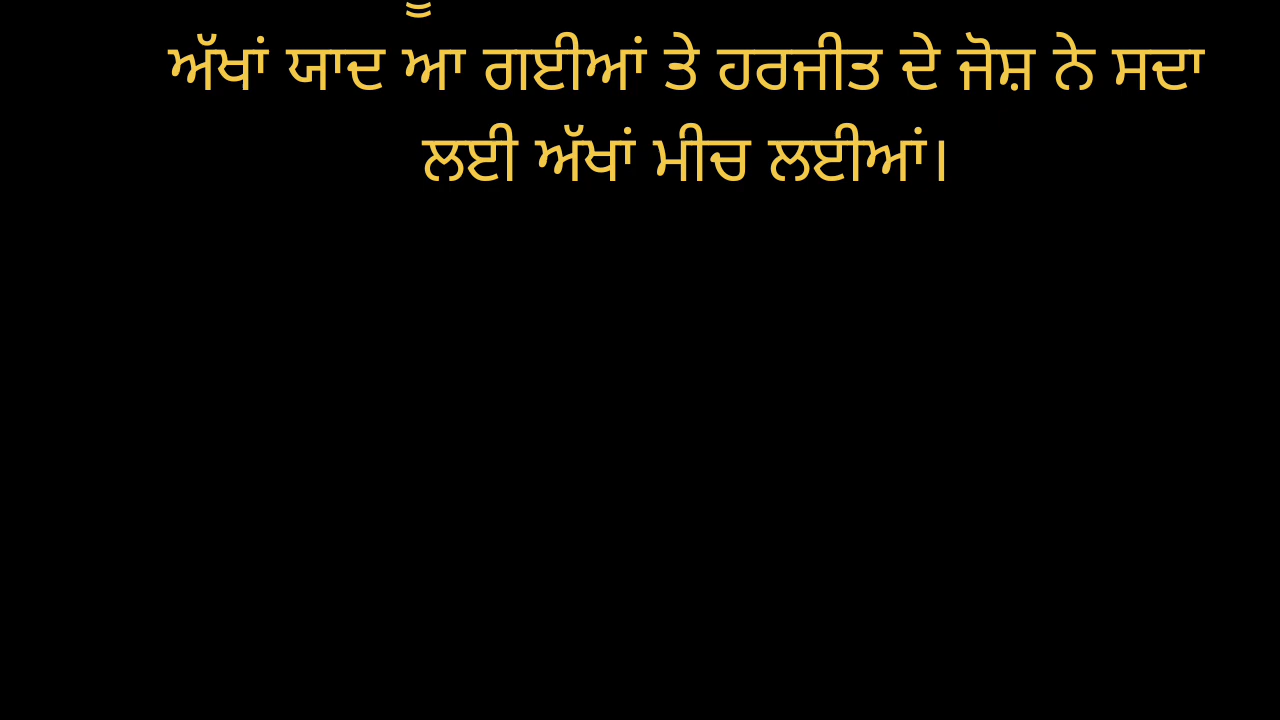 ਅੱਖਾਂ ਯਾਦ ਆ ਗਈਆਂ ਤੇ ਹਰਜੀਤ ਦੇ ਜੋਸ਼ ਨੇ ਸਦਾ
ਲਈ ਅੱਖਾਂ ਮੀਚ ਲਈਆਂ।